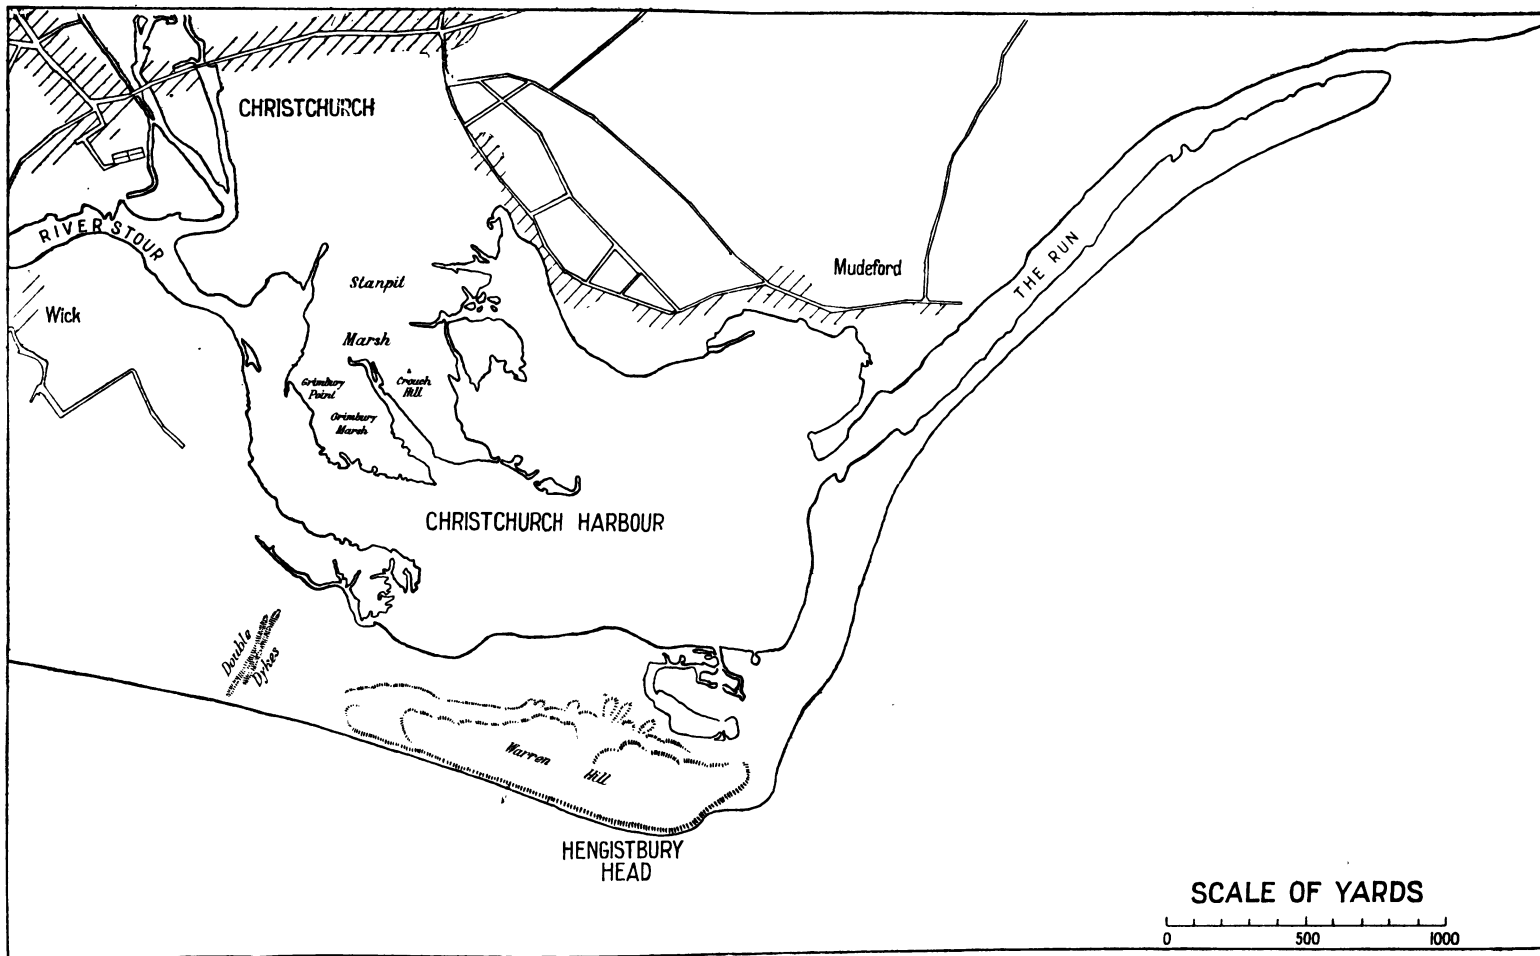 CHRISTCHURCH
RIVER STOUR
Stanpit
Marsh
Mudeford
THE RUN
Wick
Grimbury
Point
Crouch
Hill
Grimbury
Marsh
CHRISTCHURCH HARBOUR
Double
Dykes
Warren
Hill
HENGISTBURY
HEAD
SCALE OF YARDS
0 500 1000